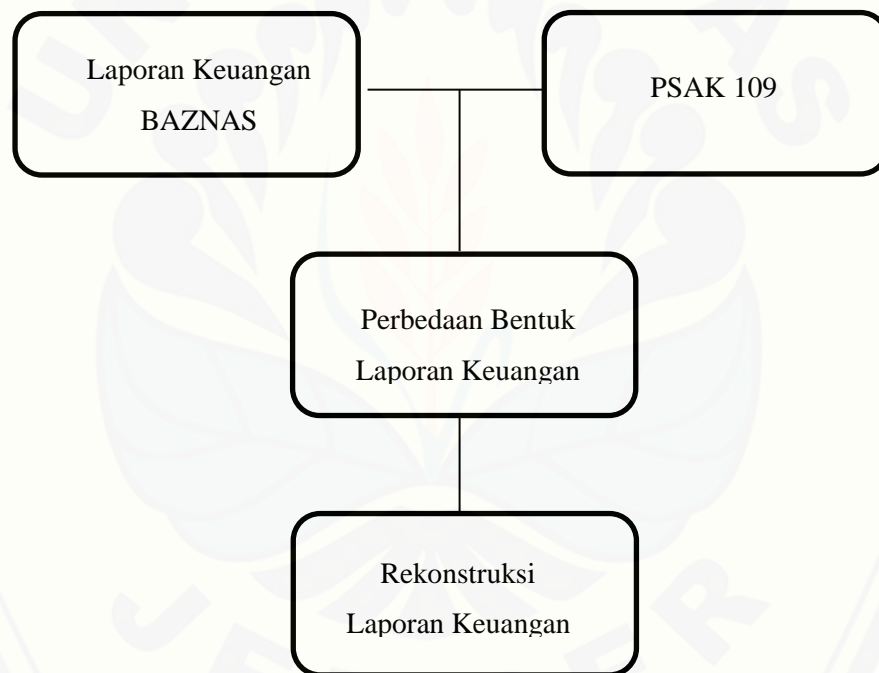 Laporan Keuangan
BAZNAS
PSAK 109
Perbedaan Bentuk
Laporan Keuangan
Rekonstruksi
Laporan Keuangan